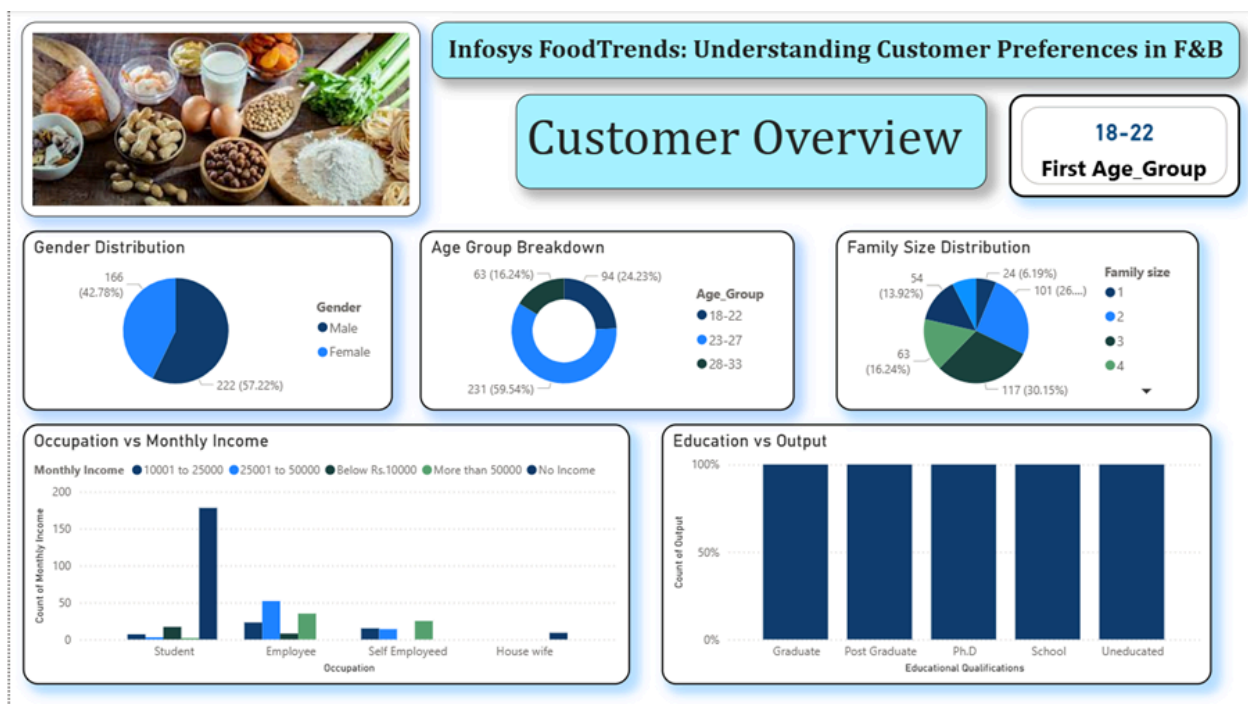 Infosys FoodTrends: Understanding Customer Preferences in F&B
Customer Overview
18-22
First Age_Group
Gender Distribution
166
(42.78%)
222 (57.22%)
Gender
Male
Female
Age Group Breakdown
63 (16.24%)
94 (24.23%)
231 (59.54%)
Age_Group
18-22
23-27
28-33
Family Size Distribution
54
(13.92%)
24 (6.19%)
101 (26....)
63
(16.24%)
117 (30.15%)
Family size
1
2
3
4
Occupation vs Monthly Income
Monthly Income 10001 to 25000 25001 to 50000 Below Rs.10000 More than 50000 No Income
Count of Monthly Income
200
150
100
50
0
Student Employee Self Employeed House wife
Occupation
Education vs Output
Count of Output
100%
50%
0%
Graduate Post Graduate Ph.D School Uneducated
Educational Qualifications